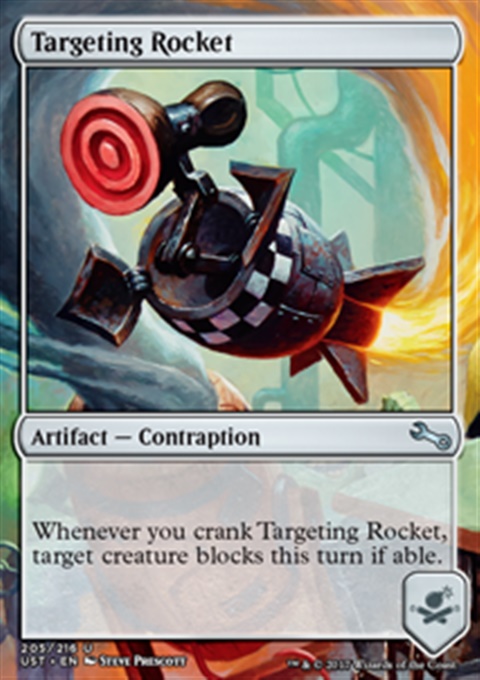 Targeting Rocket
Artifact — Contraption
Whenever you crank Targeting Rocket,
target creature blocks this turn if able.
205/216 U
UST • EN Steve Prescott
™ & © 2017 Wizards of the Coast